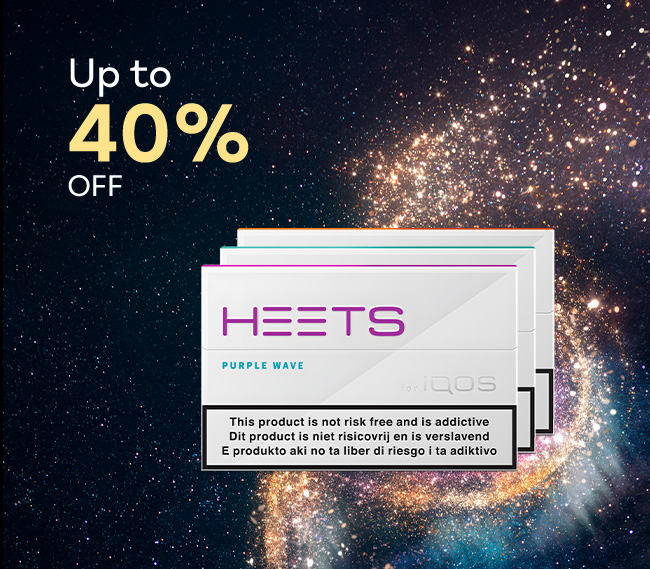 Up to
40%
OFF
HEETS
PURPLE WAVE
for IQOS
This product is not risk free and is addictive
Dit product is niet risicovrij en is verslavend
E produkto aki no ta liber di riesgo i ta adiktivo